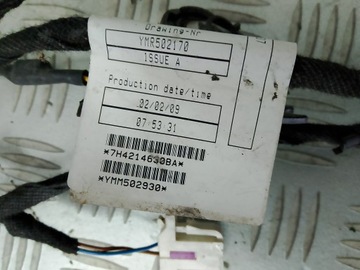 Drawing-Nr
YMR502170
ISSUE A
Production date/time
02/02/09
07:53:31
*7H4214630BA*
*YMM502930*